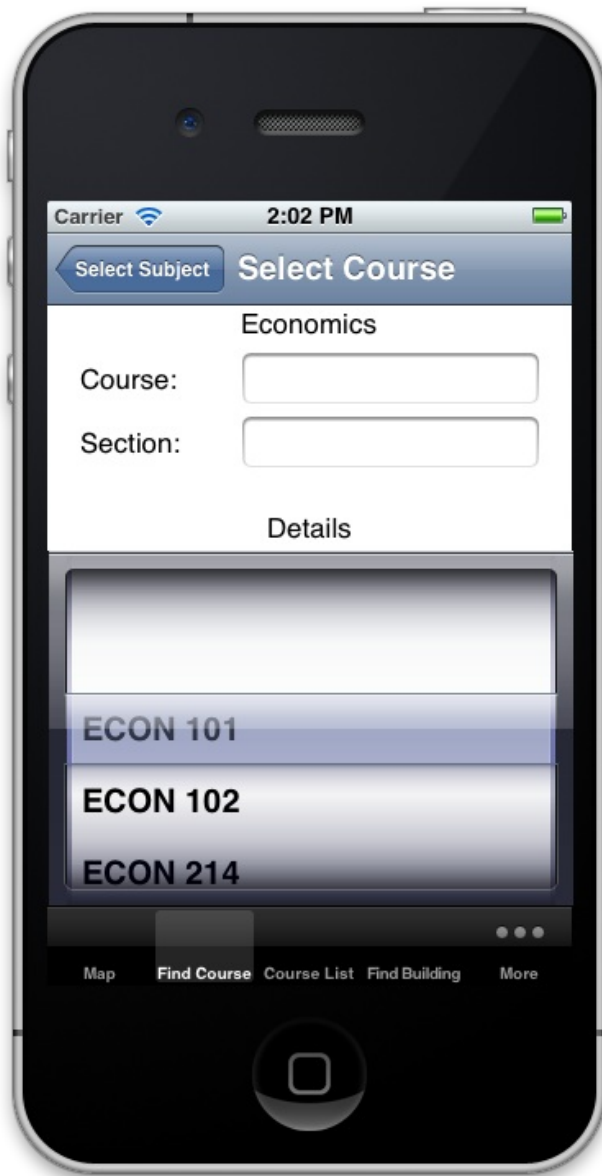 Carrier 2:02 PM
Select Subject Select Course
Economics
Course:
Section:
Details
ECON 101
ECON 102
ECON 214
Map Find Course Course List Find Building More